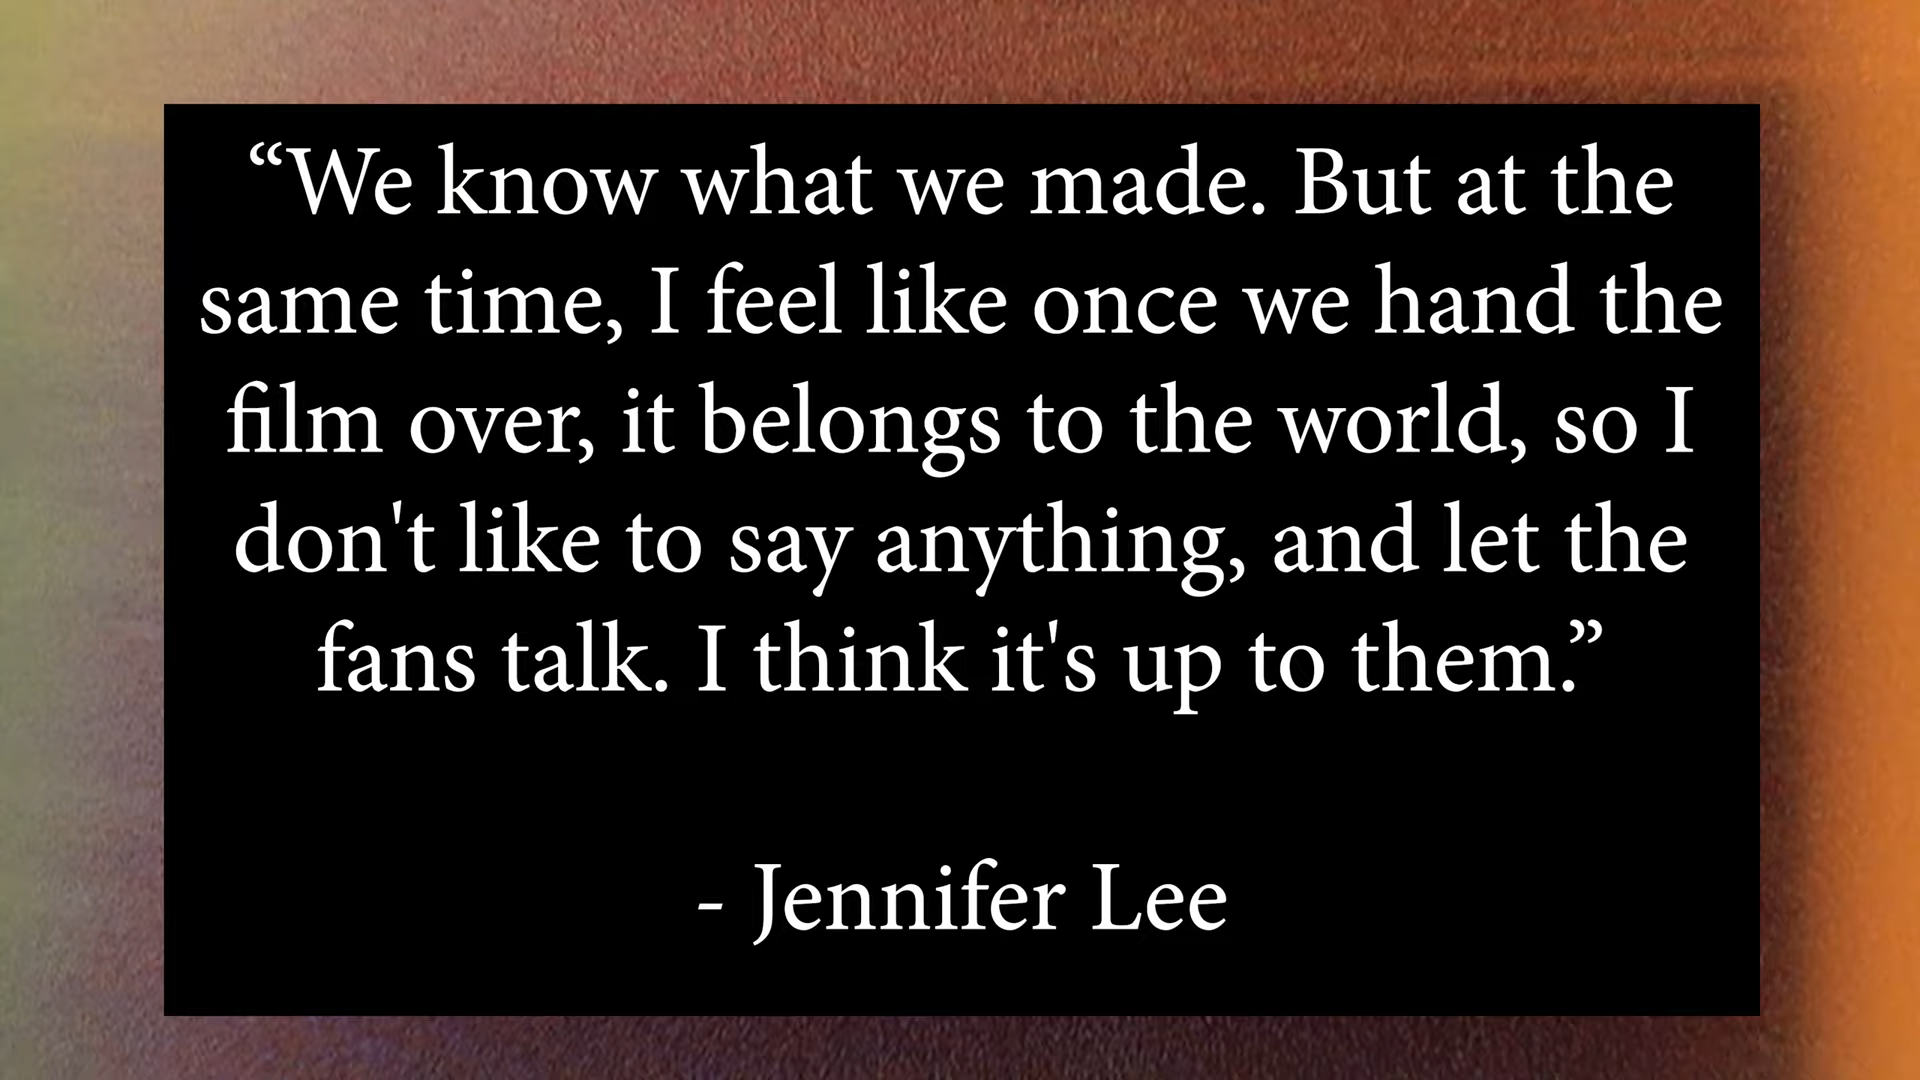 “We know what we made. But at the
same time, I feel like once we hand the
film over, it belongs to the world, so I
don't like to say anything, and let the
fans talk. I think it's up to them.”
- Jennifer Lee